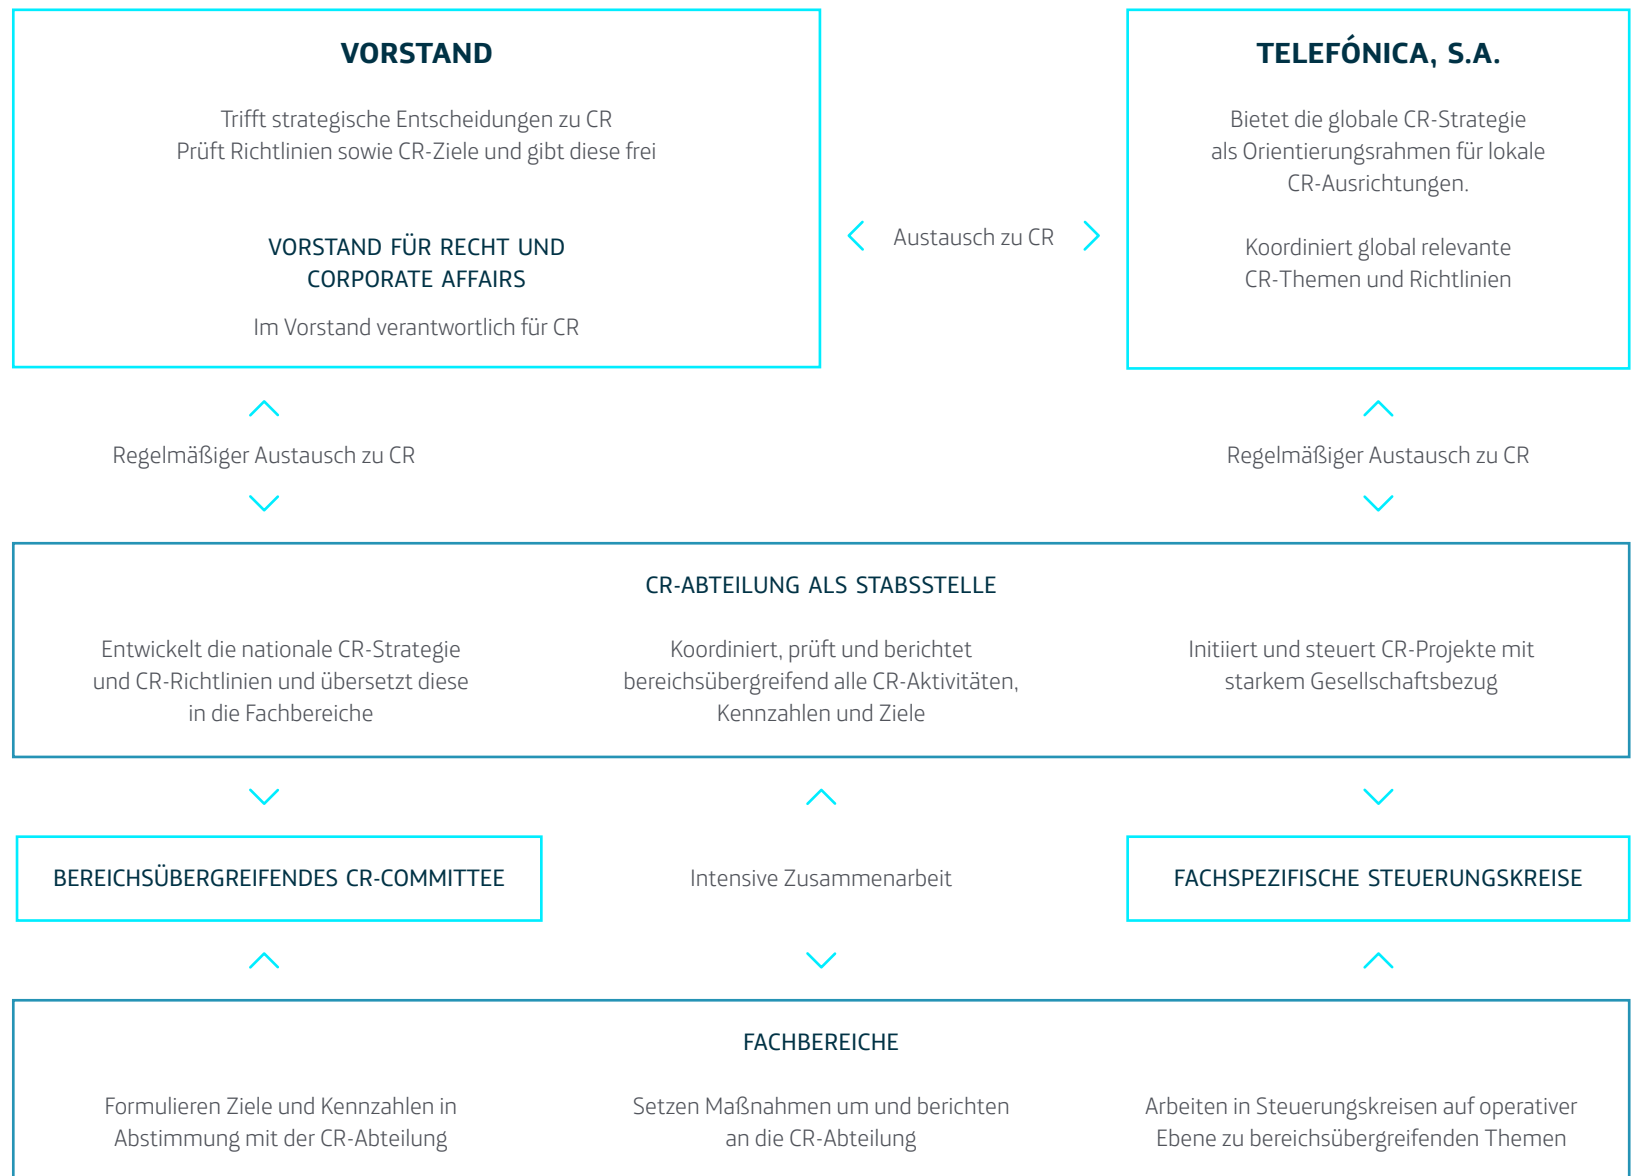 VORSTAND
Trifft strategische Entscheidungen zu CR
Prüft Richtlinien sowie CR-Ziele und gibt diese frei
VORSTAND FÜR RECHT UND
CORPORATE AFFAIRS
Im Vorstand verantwortlich für CR
Austausch zu CR
TELEFÓNICA, S.A.
Bietet die globale CR-Strategie
als Orientierungsrahmen für lokale
CR-Ausrichtungen.
Koordiniert global relevante
CR-Themen und Richtlinien
Regelmäßiger Austausch zu CR
Regelmäßiger Austausch zu CR
CR-ABTEILUNG ALS STABSSTELLE
Entwickelt die nationale CR-Strategie
und CR-Richtlinien und übersetzt diese
in die Fachbereiche
Koordiniert, prüft und berichtet
bereichsübergreifend alle CR-Aktivitäten,
Kennzahlen und Ziele
Initiiert und steuert CR-Projekte mit
starkem Gesellschaftsbezug
BEREICHSÜBERGREIFENDES CR-COMMITTEE
Intensive Zusammenarbeit
FACHSPEZIFISCHE STEUERUNGSKREISE
FACHBEREICHE
Formulieren Ziele und Kennzahlen in
Abstimmung mit der CR-Abteilung
Setzen Maßnahmen um und berichten
an die CR-Abteilung
Arbeiten in Steuerungskreisen auf operativer
Ebene zu bereichsübergreifenden Themen